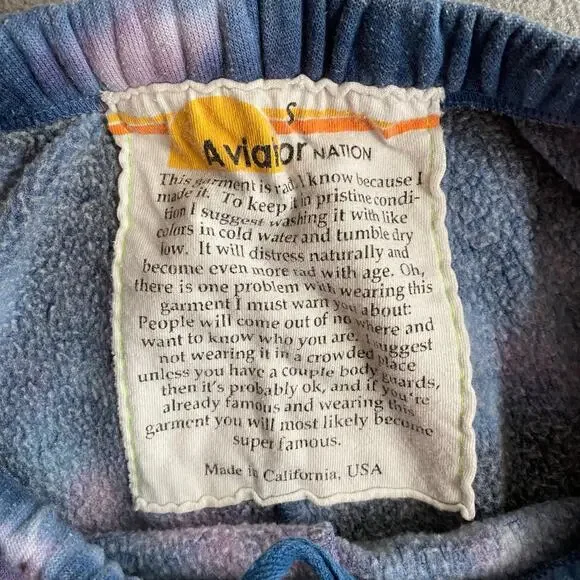 S
Aviator NATION
This garment is rad. I know because I
made it. To keep it in pristine condi-
tion I suggest washing it with like
colors in cold water and tumble dry
low. It will distress naturally and
become even more rad with age. Oh,
there is one problem with wearing this
garment I must warn you about:
People will come out of no where and
want to know who you are. I suggest
not wearing it in a crowded place
unless you have a couple body guards,
then it's probably ok, and if you're
already famous and wearing this
garment you will most likely become
super famous.
Made in California, USA